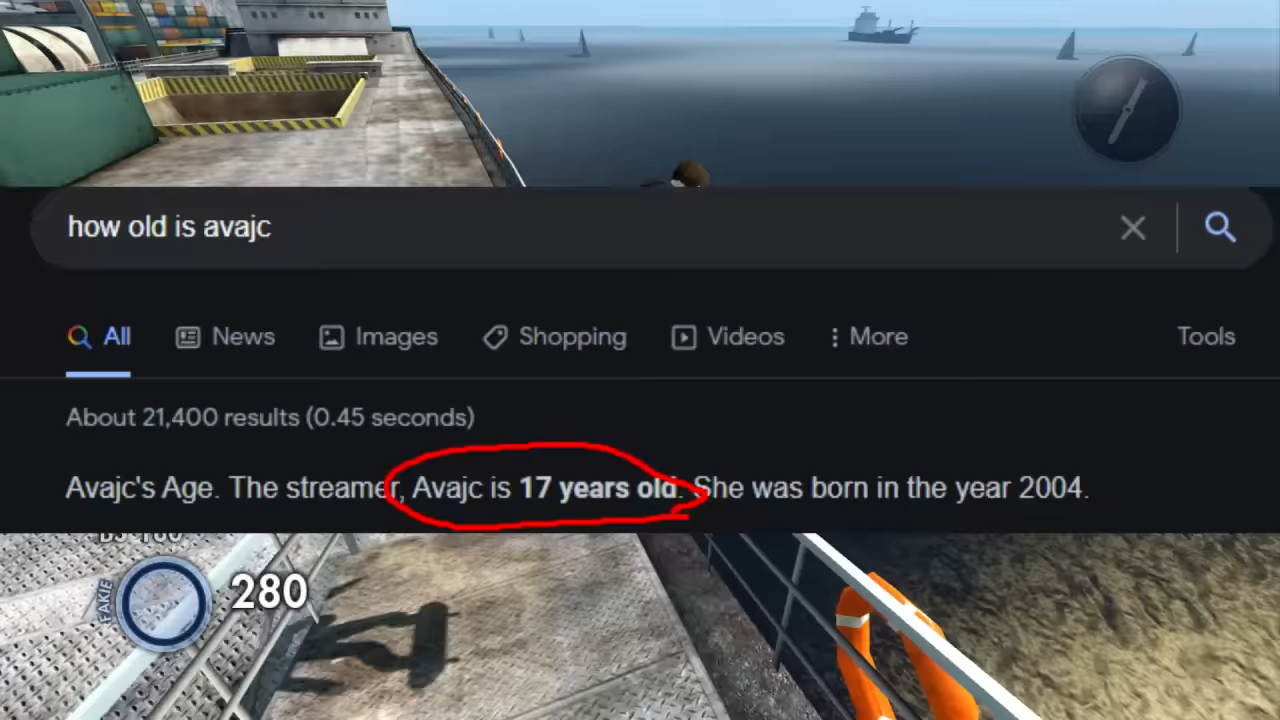 how old is avajc
All
News
Images
Shopping
Videos
More
Tools
About 21,400 results (0.45 seconds)
Avajc's Age. The streamer, Avajc is 17 years old. She was born in the year 2004.
FAKIE
280